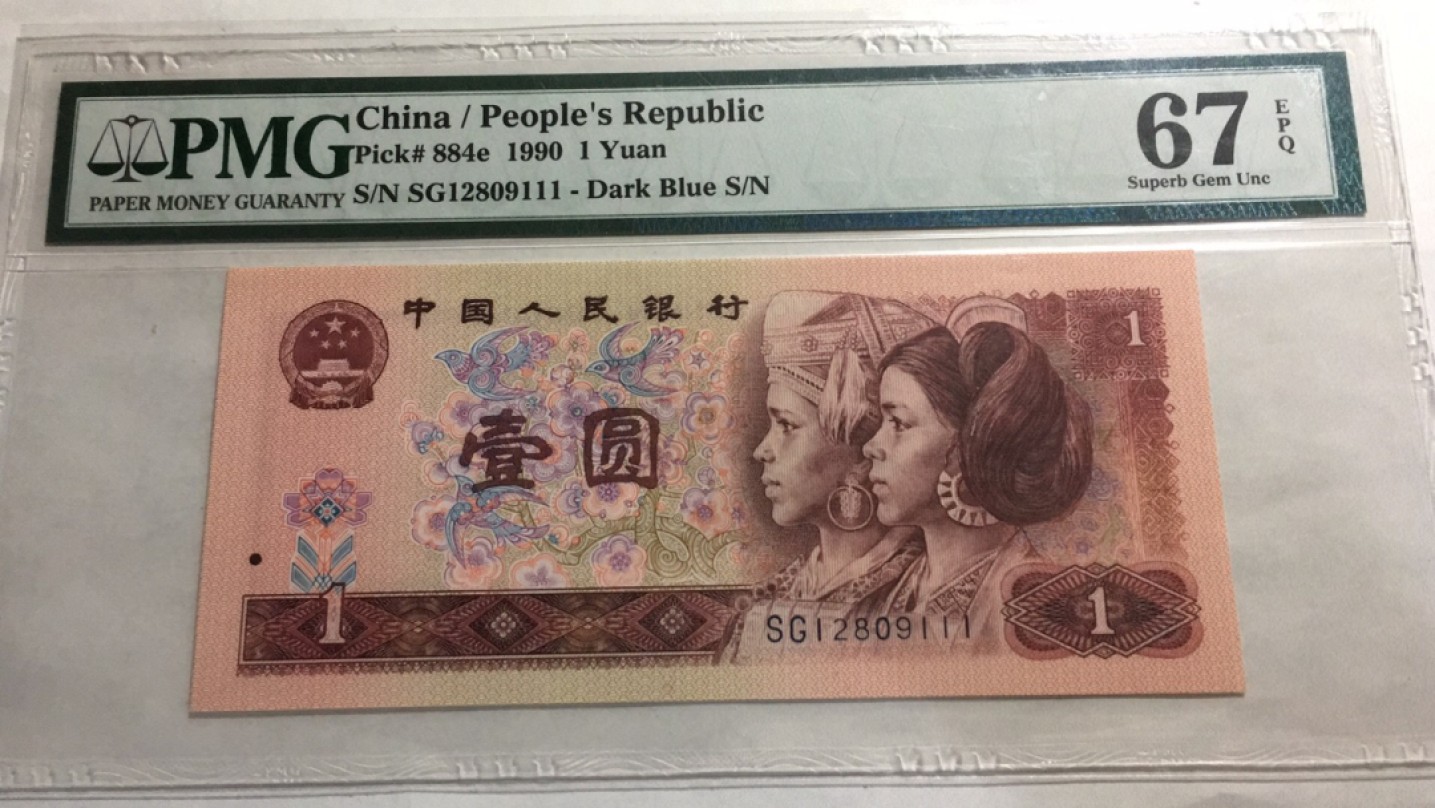 PMG
PAPER MONEY GUARANTY
China / People's Republic
Pick# 884e 1990 1 Yuan
S/N SG12809111 - Dark Blue S/N
67
EPQ
Superb Gem Unc
中国人民银行
1
壹圆
1
SG12809111
1